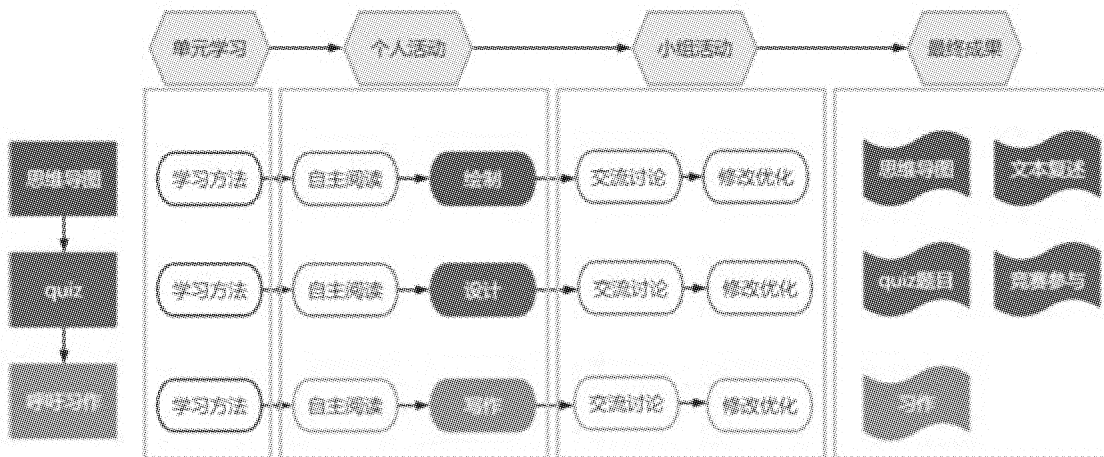 单元学习
个人活动
小组活动
最终成果
思维导图
学习方法
自主阅读
绘制
交流讨论
修改优化
思维导图
文本复述
quiz
学习方法
自主阅读
设计
交流讨论
修改优化
quiz题目
竞赛参与
呼吁习作
学习方法
自主阅读
写作
交流讨论
修改优化
习作